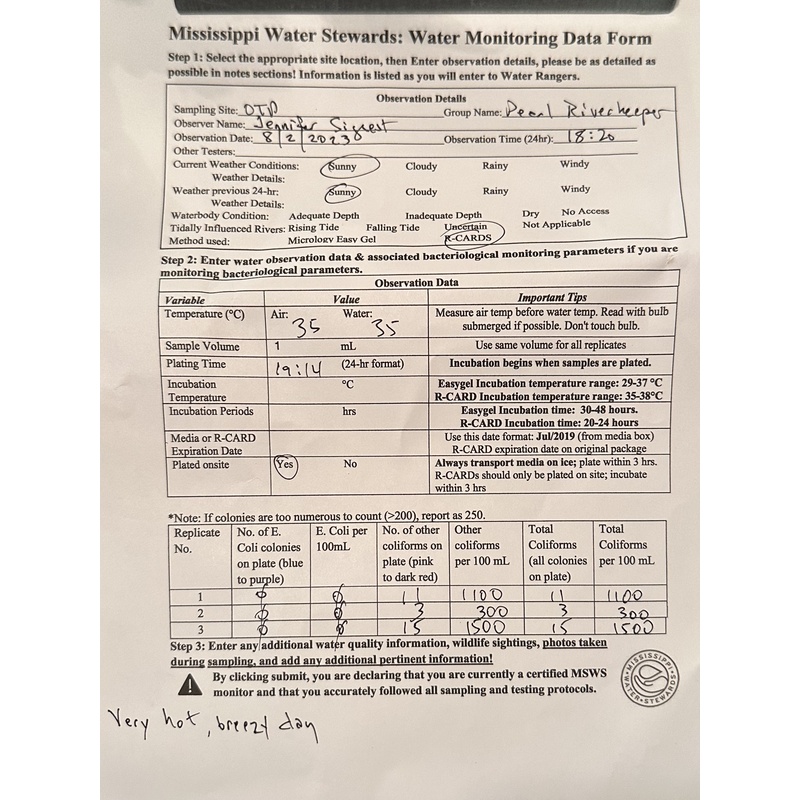 Mississippi Water Stewards: Water Monitoring Data Form
Step 1: Select the appropriate site location, then Enter observation details, please be as detailed as
possible in notes sections! Information is listed as you will enter to Water Rangers.
Observation Details
Sampling Site: OTD Group Name: Pearl Riverkeeper
Observer Name: Jennifer Sigrest
Observation Date: 8/2/2023 Observation Time (24hr): 18:20
Other Testers:
Current Weather Conditions: Sunny Cloudy Rainy Windy
Weather Details:
Weather previous 24-hr: Sunny Cloudy Rainy Windy
Weather Details:
Waterbody Condition: Adequate Depth Inadequate Depth Dry No Access
Tidally Influenced Rivers: Rising Tide Falling Tide Uncertain Not Applicable
Method used: Micrology Easy Gel R-CARDS
Step 2: Enter water observation data & associated bacteriological monitoring parameters if you are
monitoring bacteriological parameters.
Observation Data
Variable Value Important Tips
Temperature (°C) Air: 35 Water: 35 Measure air temp before water temp. Read with bulb
submerged if possible. Don't touch bulb.
Sample Volume 1 mL Use same volume for all replicates
Plating Time 19:14 (24-hr format) Incubation begins when samples are plated.
Incubation °C Easygel Incubation temperature range: 29-37 °C
Temperature R-CARD Incubation temperature range: 35-38°C
Incubation Periods hrs Easygel Incubation time: 30-48 hours.
R-CARD Incubation time: 20-24 hours
Media or R-CARD Use this date format: Jul/2019 (from media box)
Expiration Date R-CARD expiration date on original package
Plated onsite Yes No Always transport media on ice; plate within 3 hrs.
R-CARDs should only be plated on site; incubate
within 3 hrs
*Note: If colonies are too numerous to count (>200), report as 250.
Replicate No. of E. E. Coli per No. of other Other Total Total
No. Coli colonies 100mL coliforms on coliforms Coliforms Coliforms
on plate (blue plate (pink per 100 mL (all colonies per 100 mL
to purple) to dark red) on plate)
1 ϕ ϕ 11 1100 11 1100
2 ϕ ϕ 3 300 3 300
3 ϕ ϕ 15 1500 15 1500
Step 3: Enter any additional water quality information, wildlife sightings, photos taken
during sampling, and add any additional pertinent information!
By clicking submit, you are declaring that you are currently a certified MSWS
monitor and that you accurately followed all sampling and testing protocols.
MISSISSIPPI WATER STEWARDS
Very hot, breezy day